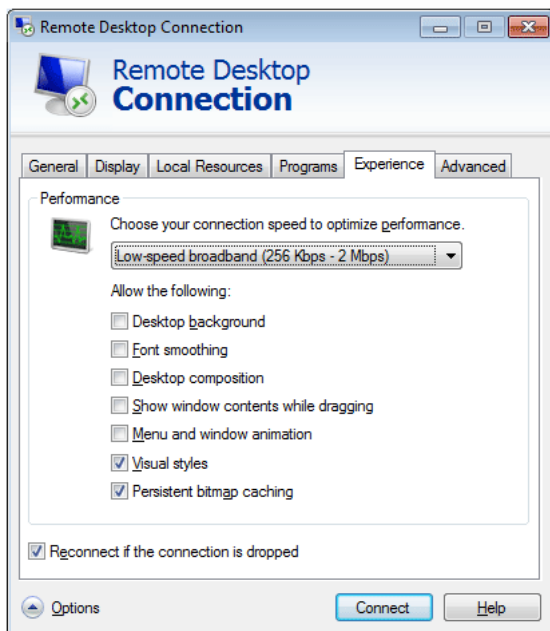 Remote Desktop Connection
Remote Desktop
Connection
General Display Local Resources Programs Experience Advanced
Performance
Choose your connection speed to optimize performance.
Low-speed broadband (256 Kbps - 2 Mbps)
Allow the following:
Desktop background
Font smoothing
Desktop composition
Show window contents while dragging
Menu and window animation
Visual styles
Persistent bitmap caching
Reconnect if the connection is dropped
Options Connect Help